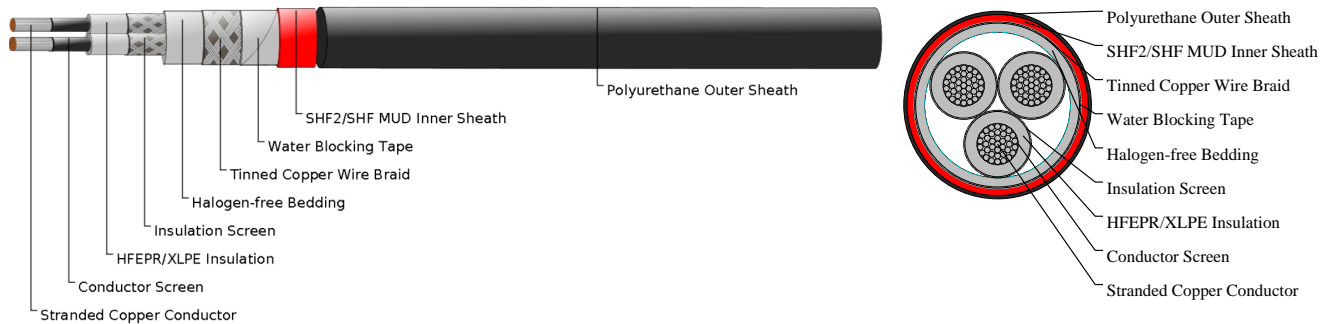 Polyurethane Outer Sheath
SHF2/SHF MUD Inner Sheath
Water Blocking Tape
Tinned Copper Wire Braid
Halogen-free Bedding
Insulation Screen
HFEPR/XLPE Insulation
Conductor Screen
Stranded Copper Conductor
Polyurethane Outer Sheath
SHF2/SHF MUD Inner Sheath
Tinned Copper Wire Braid
Water Blocking Tape
Halogen-free Bedding
Insulation Screen
HFEPR/XLPE Insulation
Conductor Screen
Stranded Copper Conductor